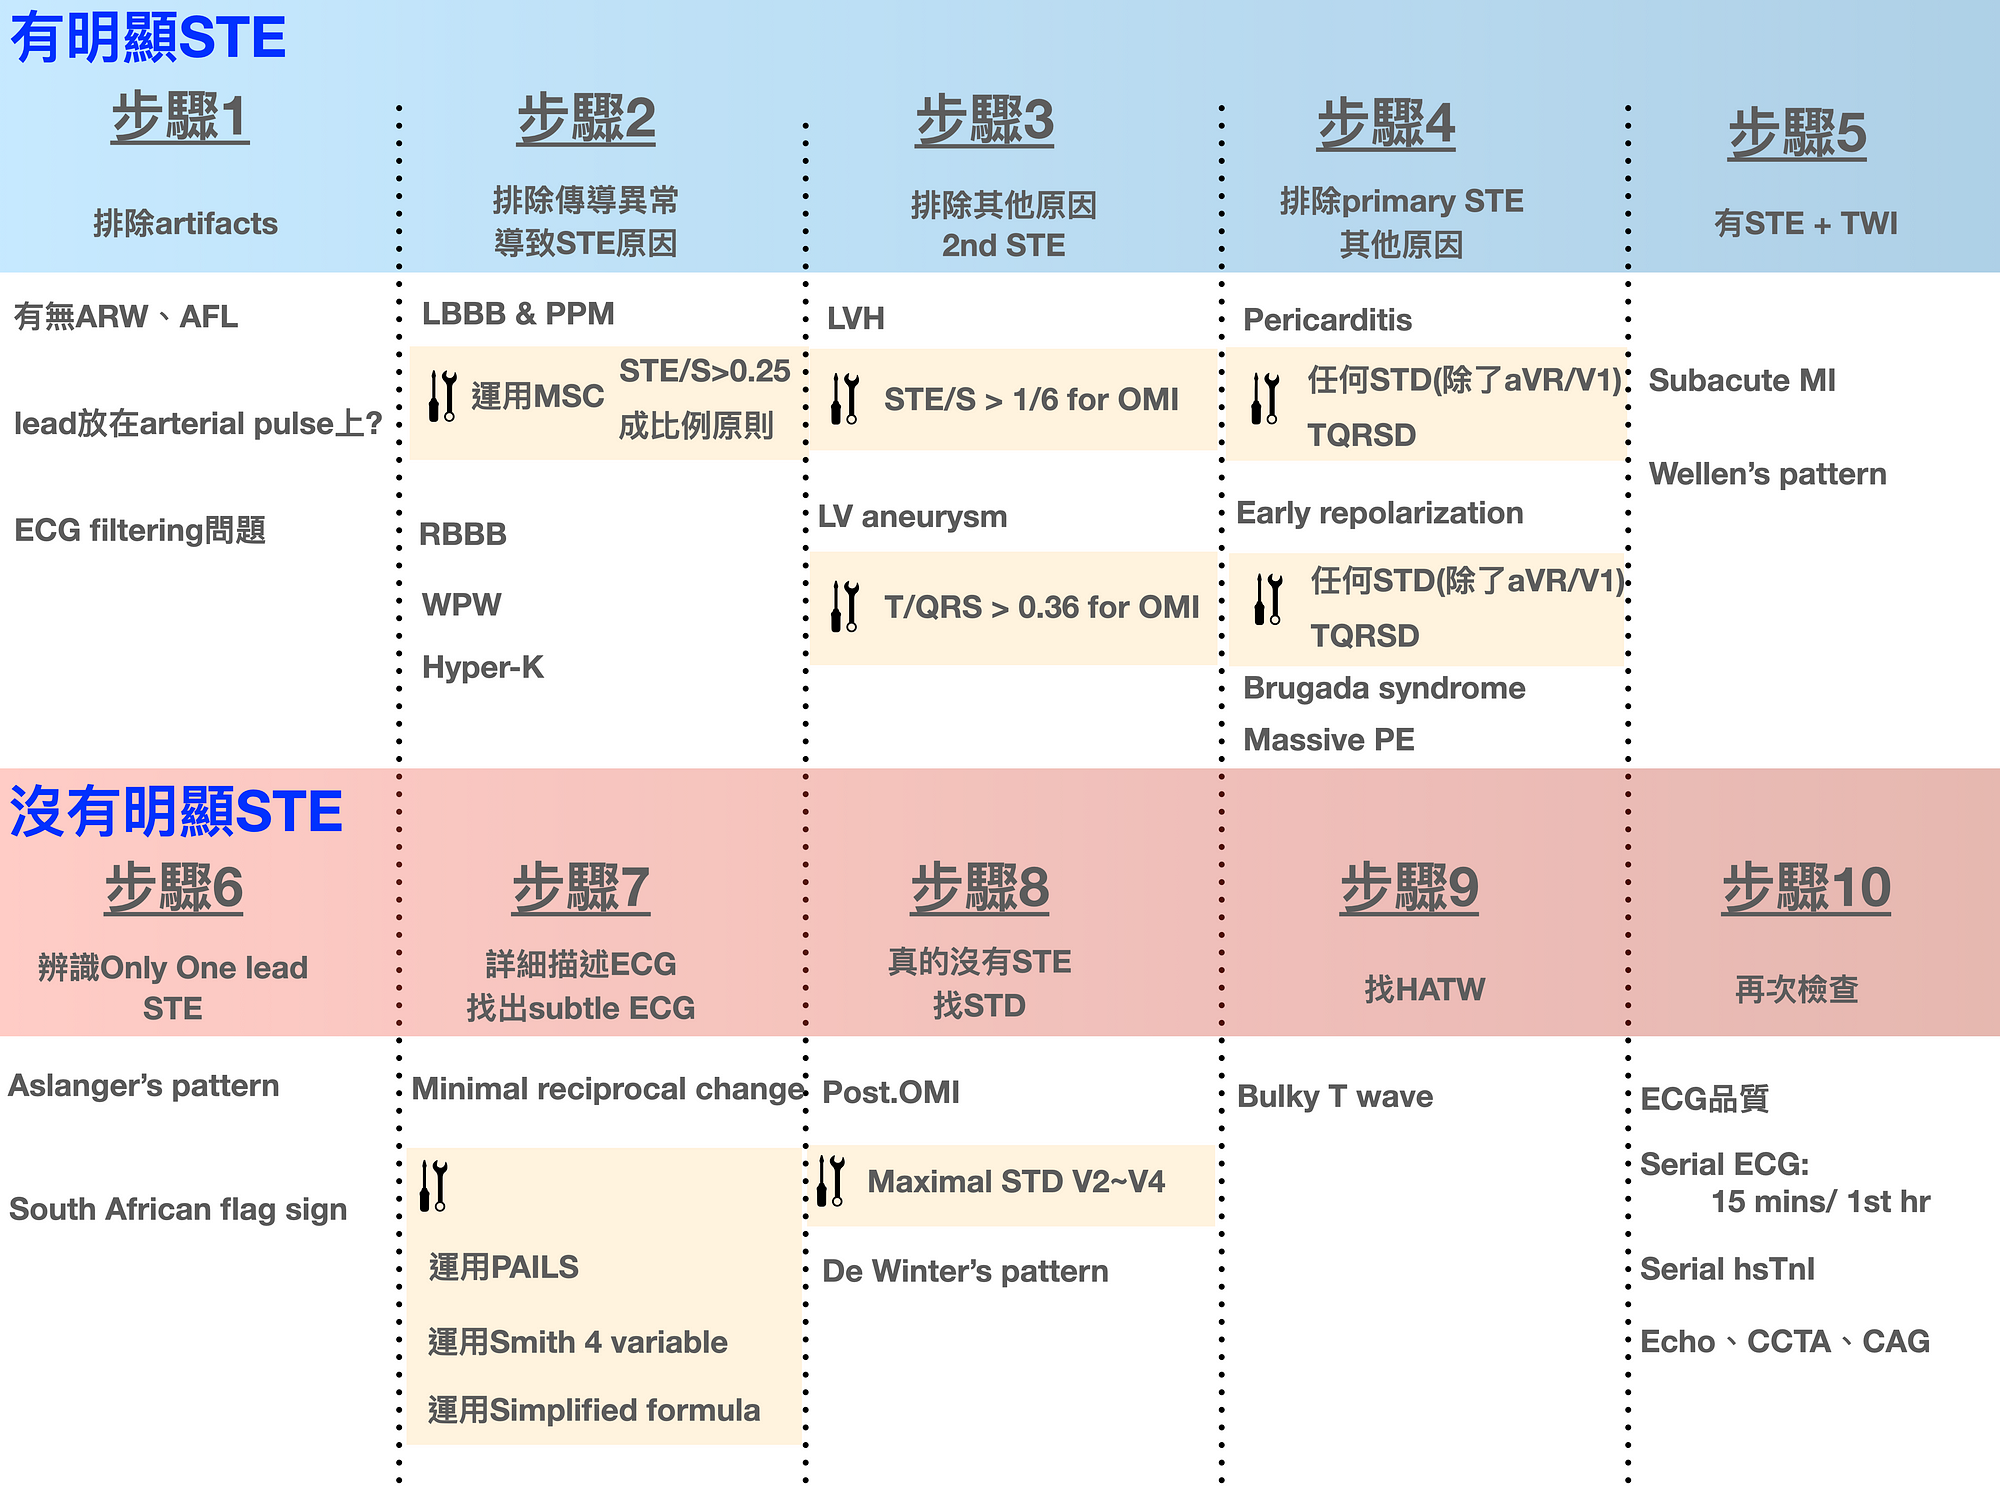 有明顯STE
步驟1
排除artifacts
有無ARW、AFL
lead放在arterial pulse上?
ECG filtering問題
步驟2
排除傳導異常
導致STE原因
LBBB & PPM
運用MSC
STE/S>0.25
成比例原則
RBBB
WPW
Hyper-K
步驟3
排除其他原因
2nd STE
LVH
STE/S > 1/6 for OMI
LV aneurysm
T/QRS > 0.36 for OMI
步驟4
排除primary STE
其他原因
Pericarditis
任何STD(除了aVR/V1)
TQRSD
Early repolarization
任何STD(除了aVR/V1)
TQRSD
Brugada syndrome
Massive PE
步驟5
有STE + TWI
Subacute MI
Wellen’s pattern
沒有明顯STE
步驟6
辨識Only One lead
STE
Aslanger’s pattern
South African flag sign
步驟7
詳細描述ECG
找出subtle ECG
Minimal reciprocal change
運用PAILS
運用Smith 4 variable
運用Simplified formula
步驟8
真的沒有STE
找STD
Post.OMI
Maximal STD V2~V4
De Winter’s pattern
步驟9
找HATW
Bulky T wave
步驟10
再次檢查
ECG品質
Serial ECG:
15 mins/ 1st hr
Serial hsTnI
Echo、CCTA、CAG